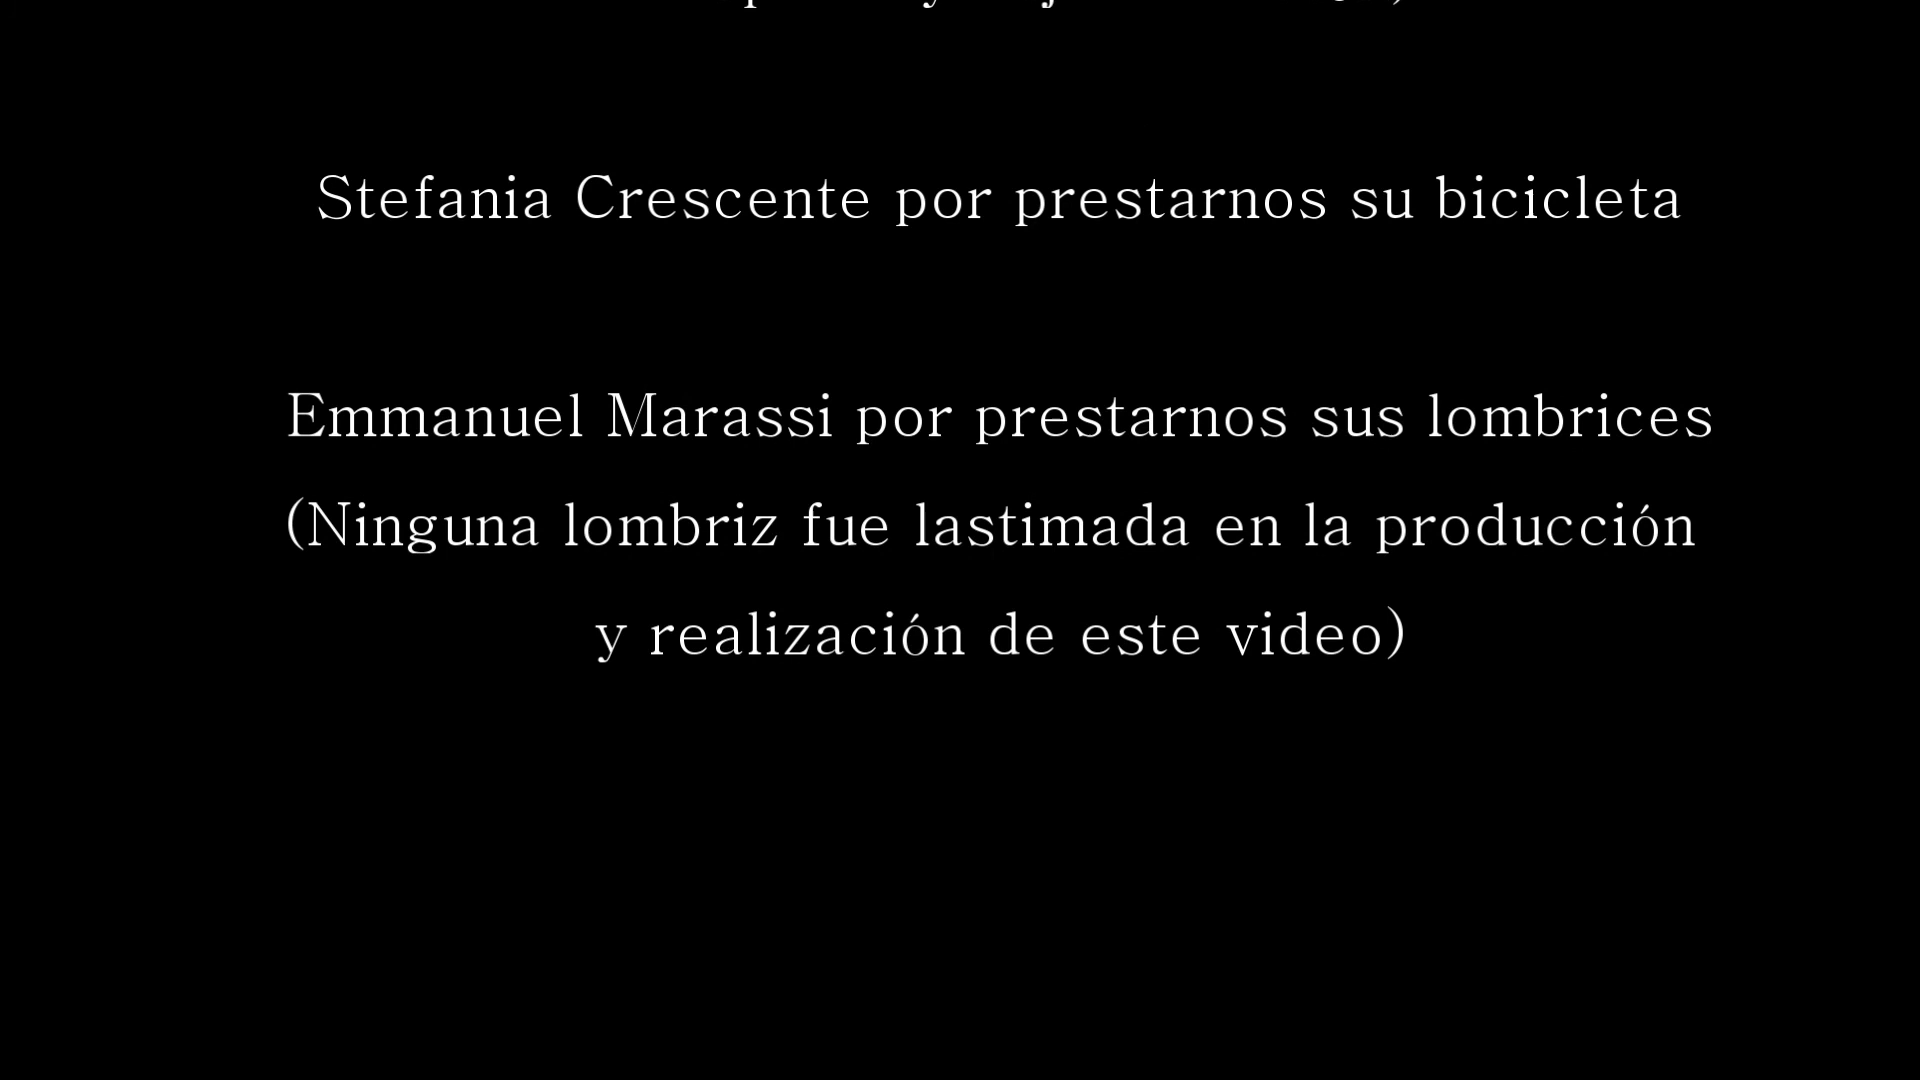 Stefania Crescente por prestarnos su bicicleta
Emmanuel Marassi por prestarnos sus lombrices
(Ninguna lombriz fue lastimada en la producción
y realización de este video)